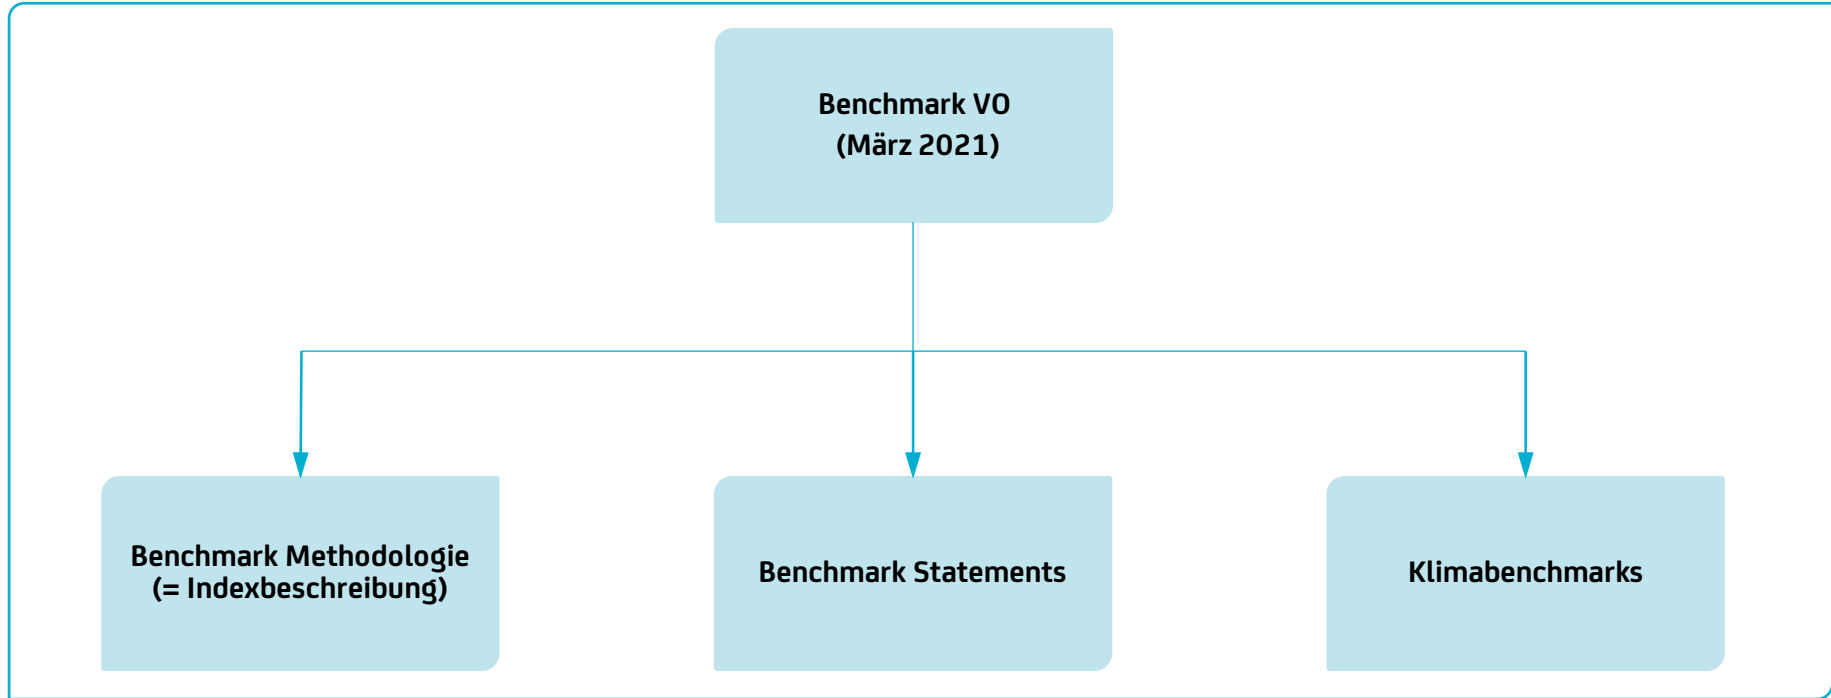 Benchmark VO
(März 2021)
Benchmark Methodologie
(= Indexbeschreibung)
Benchmark Statements
Klimabenchmarks